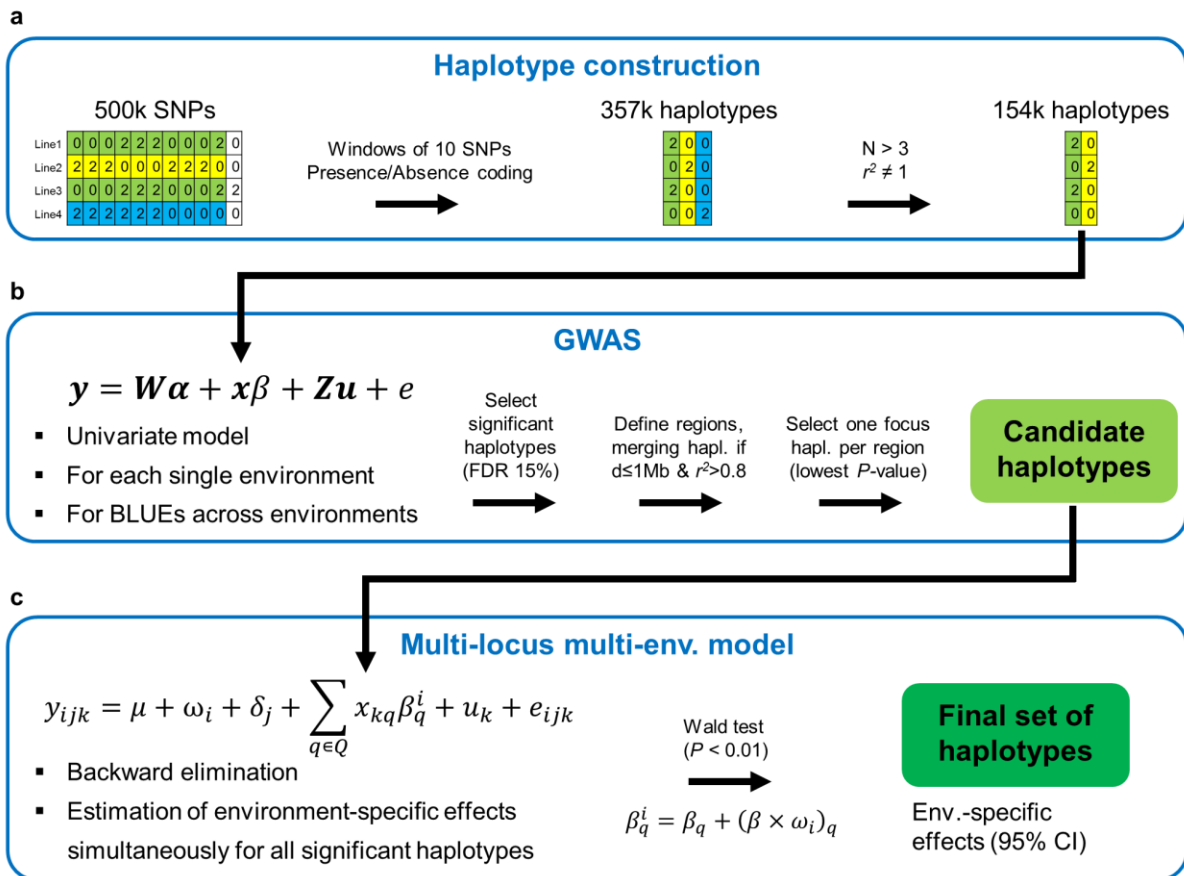 a
Haplotype construction
500k SNPs
357k haplotypes
154k haplotypes
Line1 0 0 0 2 2 2 2 0 0 2 0
Line2 2 2 2 0 0 0 2 2 2 0 0
Line3 0 0 0 2 2 2 2 0 0 2 2
Line4 2 2 2 2 2 2 0 0 0 0 0
Windows of 10 SNPs
Presence/Absence coding
2 0 0
0 2 0
2 0 0
0 0 2
N > 3
r² ≠ 1
2 0
0 2
2 0
0 0
b
GWAS
y = Wα + xβ + Zu + e
▪ Univariate model
▪ For each single environment
▪ For BLUEs across environments
Select
significant
haplotypes
(FDR 15%)
Define regions,
merging hapl. if
d≤1Mb & r²>0.8
Select one focus
hapl. per region
(lowest P-value)
Candidate
haplotypes
c
Multi-locus multi-env. model
y_ijk = μ + ω_i + δ_j + ∑_{q∈Q} x_kq β_q^i + u_k + e_ijk
▪ Backward elimination
▪ Estimation of environment-specific effects
simultaneously for all significant haplotypes
Wald test
(P < 0.01)
β_q^i = β_q + (β × ω_i)_q
Final set of
haplotypes
Env.-specific
effects (95% CI)